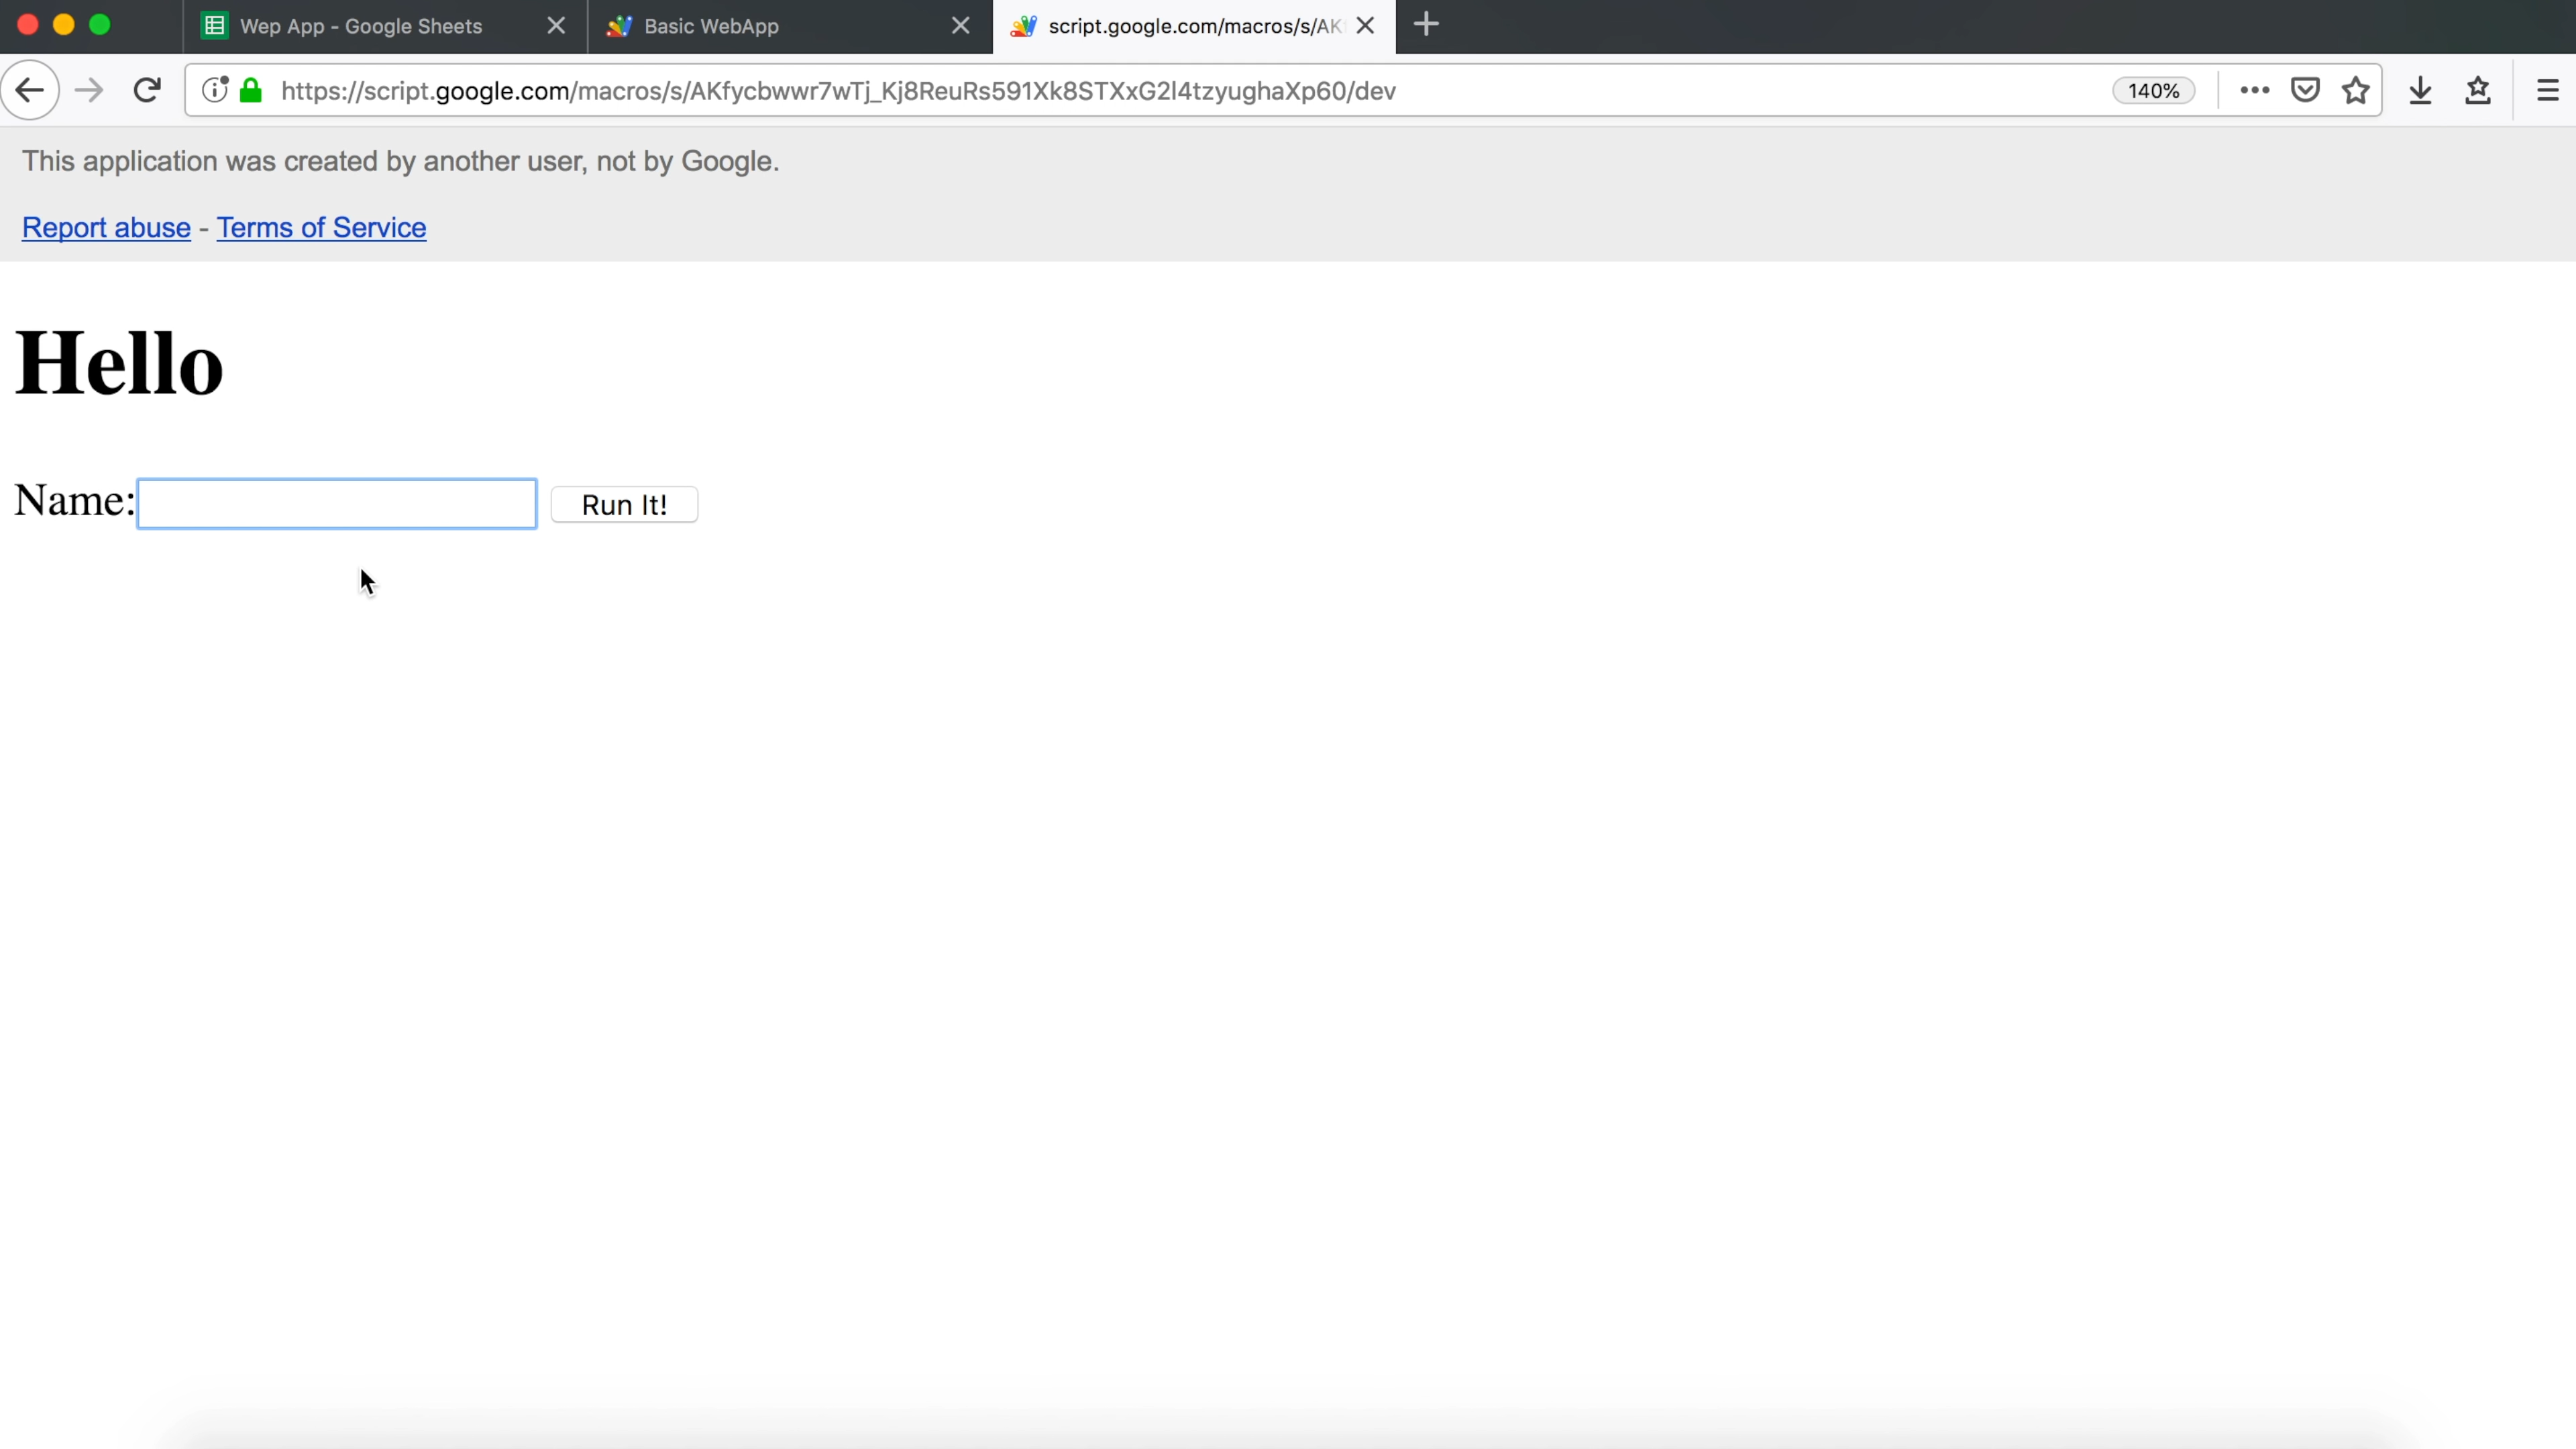 Wep App - Google Sheets
Basic WebApp
script.google.com/macros/s/AK
https://script.google.com/macros/s/AKfycbwwr7wTj_Kj8ReuRs591Xk8STXxG2l4tzyughaXp60/dev
140%
This application was created by another user, not by Google.
Report abuse - Terms of Service
Hello
Name:
Run It!